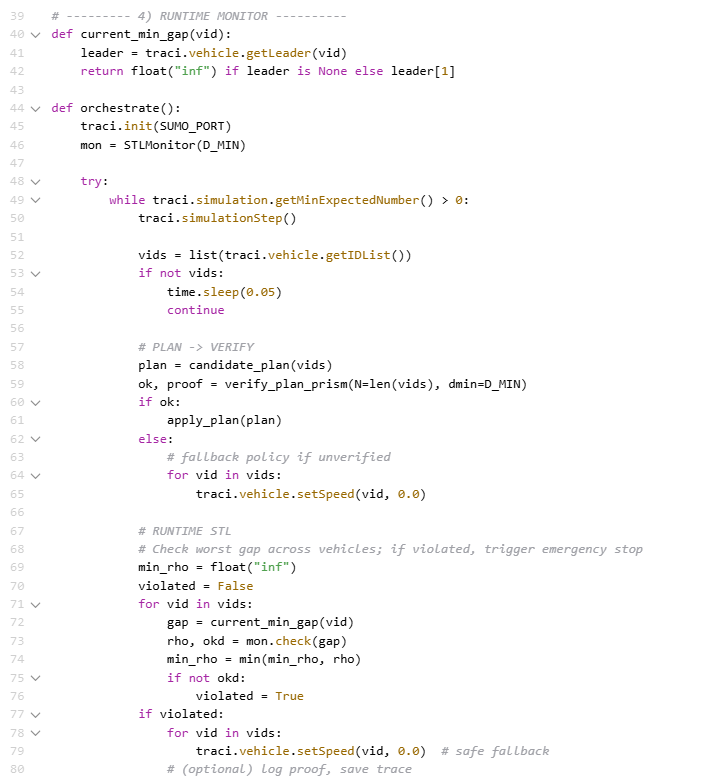 39 # --------- 4) RUNTIME MONITOR ----------
40 def current_min_gap(vid):
41     leader = traci.vehicle.getLeader(vid)
42     return float("inf") if leader is None else leader[1]
43
44 def orchestrate():
45     traci.init(SUMO_PORT)
46     mon = STLMonitor(D_MIN)
47
48     try:
49         while traci.simulation.getMinExpectedNumber() > 0:
50             traci.simulationStep()
51
52             vids = list(traci.vehicle.getIDList())
53             if not vids:
54                 time.sleep(0.05)
55                 continue
56
57             # PLAN -> VERIFY
58             plan = candidate_plan(vids)
59             ok, proof = verify_plan_prism(N=len(vids), dmin=D_MIN)
60             if ok:
61                 apply_plan(plan)
62             else:
63                 # fallback policy if unverified
64                 for vid in vids:
65                     traci.vehicle.setSpeed(vid, 0.0)
66
67             # RUNTIME STL
68             # Check worst gap across vehicles; if violated, trigger emergency stop
69             min_rho = float("inf")
70             violated = False
71             for vid in vids:
72                 gap = current_min_gap(vid)
73                 rho, okd = mon.check(gap)
74                 min_rho = min(min_rho, rho)
75                 if not okd:
76                     violated = True
77             if violated:
78                 for vid in vids:
79                     traci.vehicle.setSpeed(vid, 0.0)  # safe fallback
80                 # (optional) log proof, save trace